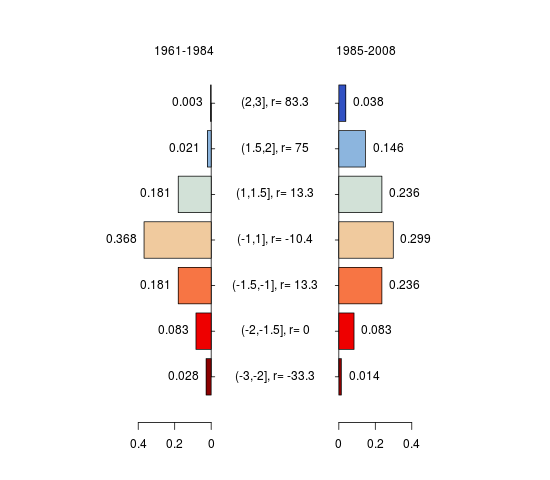 1961-1984 1985-2008
0.003 (2,3], r= 83.3 0.038
0.021 (1.5,2], r= 75 0.146
0.181 (1,1.5], r= 13.3 0.236
0.368 (-1,1], r= -10.4 0.299
0.181 (-1.5,-1], r= 13.3 0.236
0.083 (-2,-1.5], r= 0 0.083
0.028 (-3,-2], r= -33.3 0.014
0.4 0.2 0 0 0.2 0.4